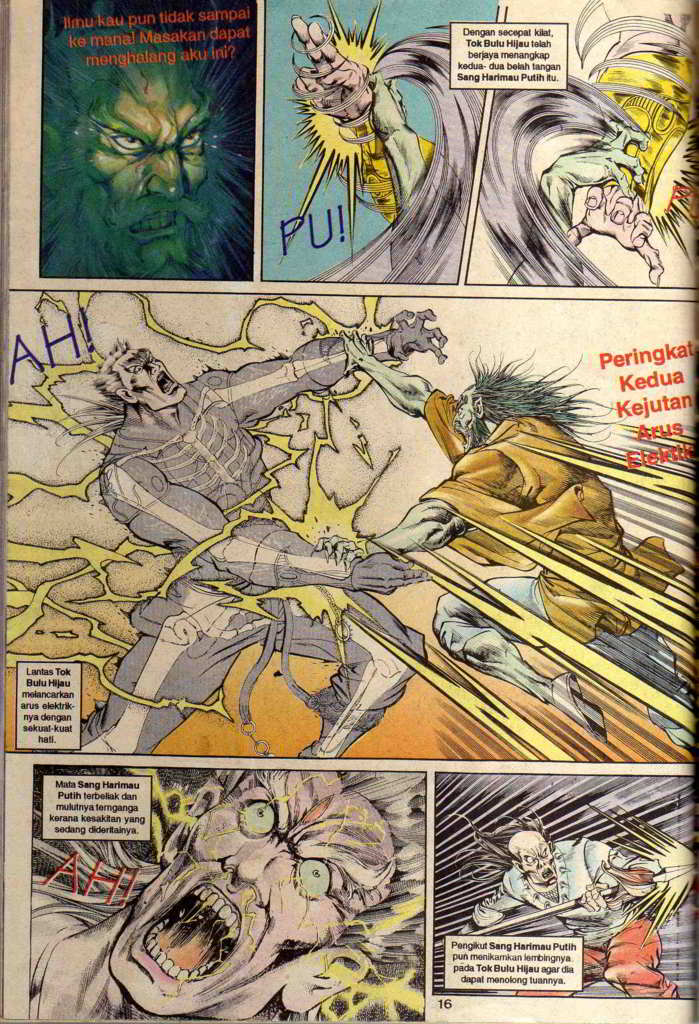 Ilmu kau pun tidak sampai
ke mana! Masakan dapat
menghalang aku ini?
PU!
Dengan secepat kilat,
Tok Bulu Hijau telah
berjaya menangkap
kedua- dua belah tangan
Sang Harimau Putih itu.
AH!
Peringkat
Kedua
Kejutan
Arus
Elektik
Lantas Tok
Bulu Hijau
melancarkan
arus elektrik-
nya dengan
sekuat-kuat
hati.
Mata Sang Harimau
Putih terbeliak dan
mulutnya ternganga
kerana kesakitan yang
sedang dideritainya.
AH!
Pengikut Sang Harimau Putih
pun menikamkan lembingnya
pada Tok Bulu Hijau agar dia
dapat menolong tuannya.
16